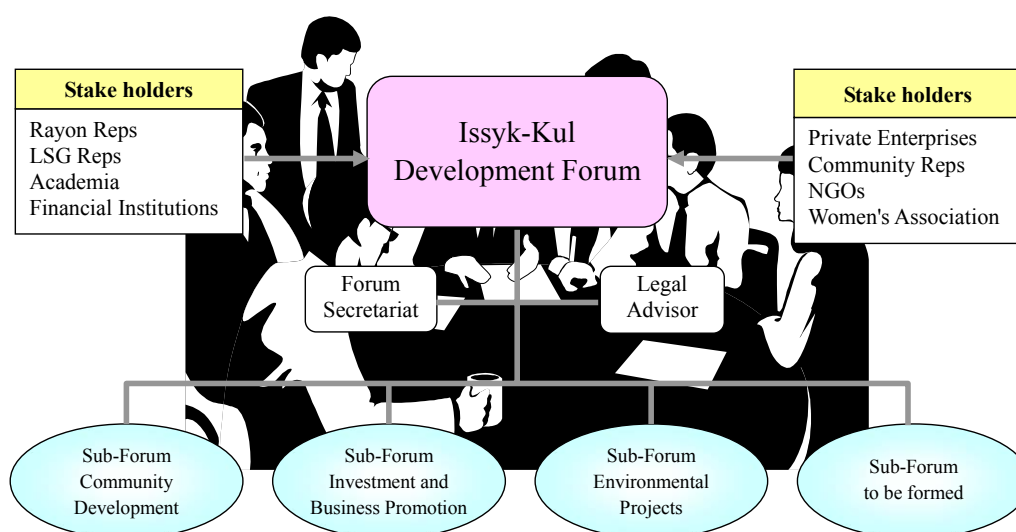 Stake holders
Rayon Reps
LSG Reps
Academia
Financial Institutions
Issyk-Kul
Development Forum
Stake holders
Private Enterprises
Community Reps
NGOs
Women's Association
Forum
Secretariat
Legal
Advisor
Sub-Forum
Community
Development
Sub-Forum
Investment and
Business Promotion
Sub-Forum
Environmental
Projects
Sub-Forum
to be formed